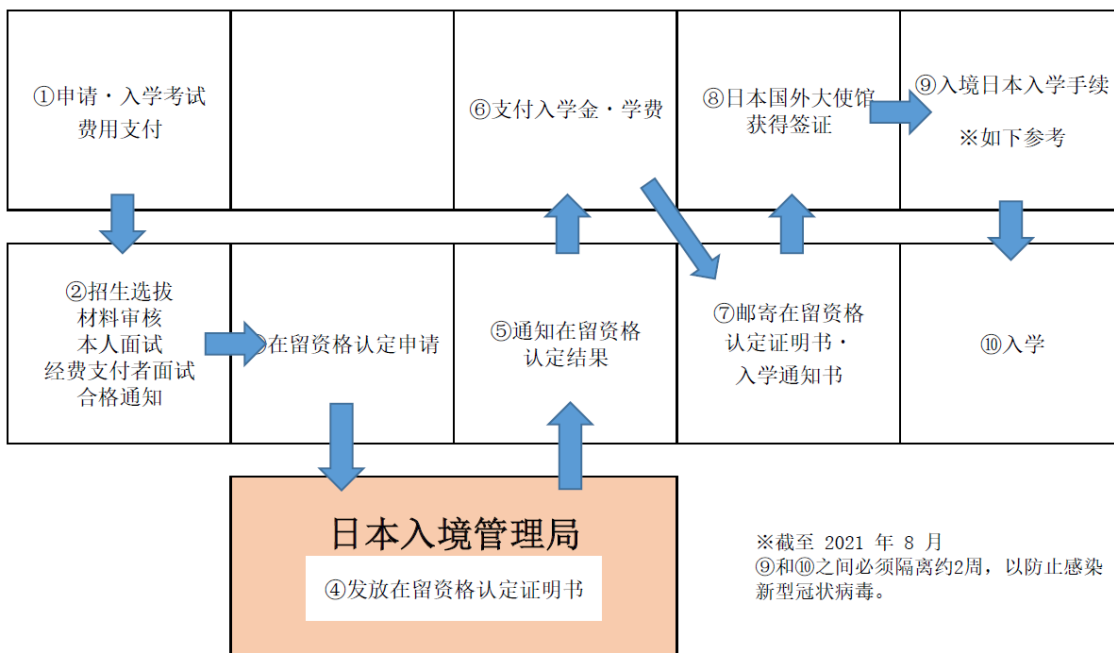 ①申请・入学考试
费用支付
②招生选拔
材料审核
本人面试
经费支付者面试
合格通知
在留资格认定申请
日本入境管理局
④发放在留资格认定证明书
⑤通知在留资格
认定结果
⑥支付入学金・学费
⑦邮寄在留资格
认定证明书・
入学通知书
⑧日本国外大使馆
获得签证
⑨入境日本入学手续
※如下参考
⑩入学
※截至 2021 年 8 月
⑨和⑩之间必须隔离约2周，以防止感染
新型冠状病毒。